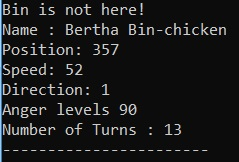 Bin is not here!
Name : Bertha Bin-chicken
Position: 357
Speed: 52
Direction: 1
Anger levels 90
Number of Turns : 13
-----------------------